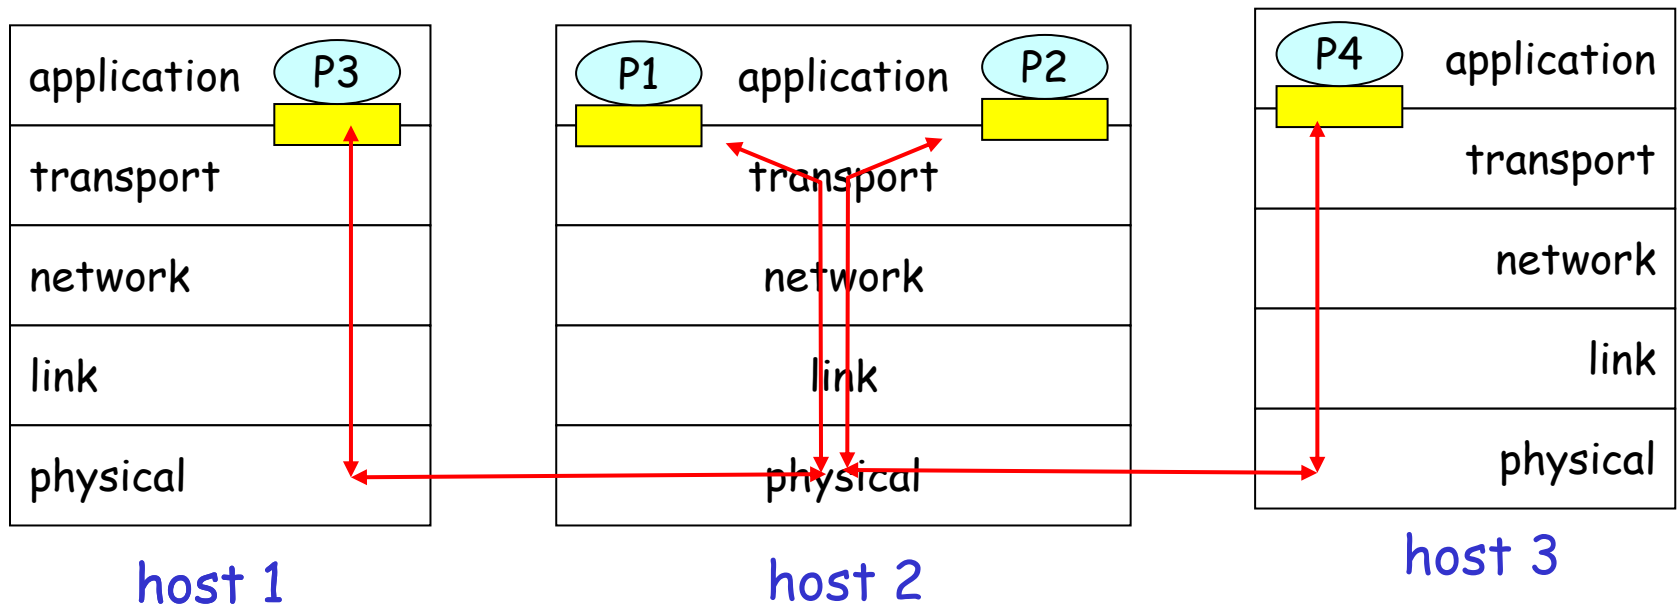 application
P3
transport
network
link
physical
host 1
P1
application
P2
transport
network
link
physical
host 2
P4
application
transport
network
link
physical
host 3